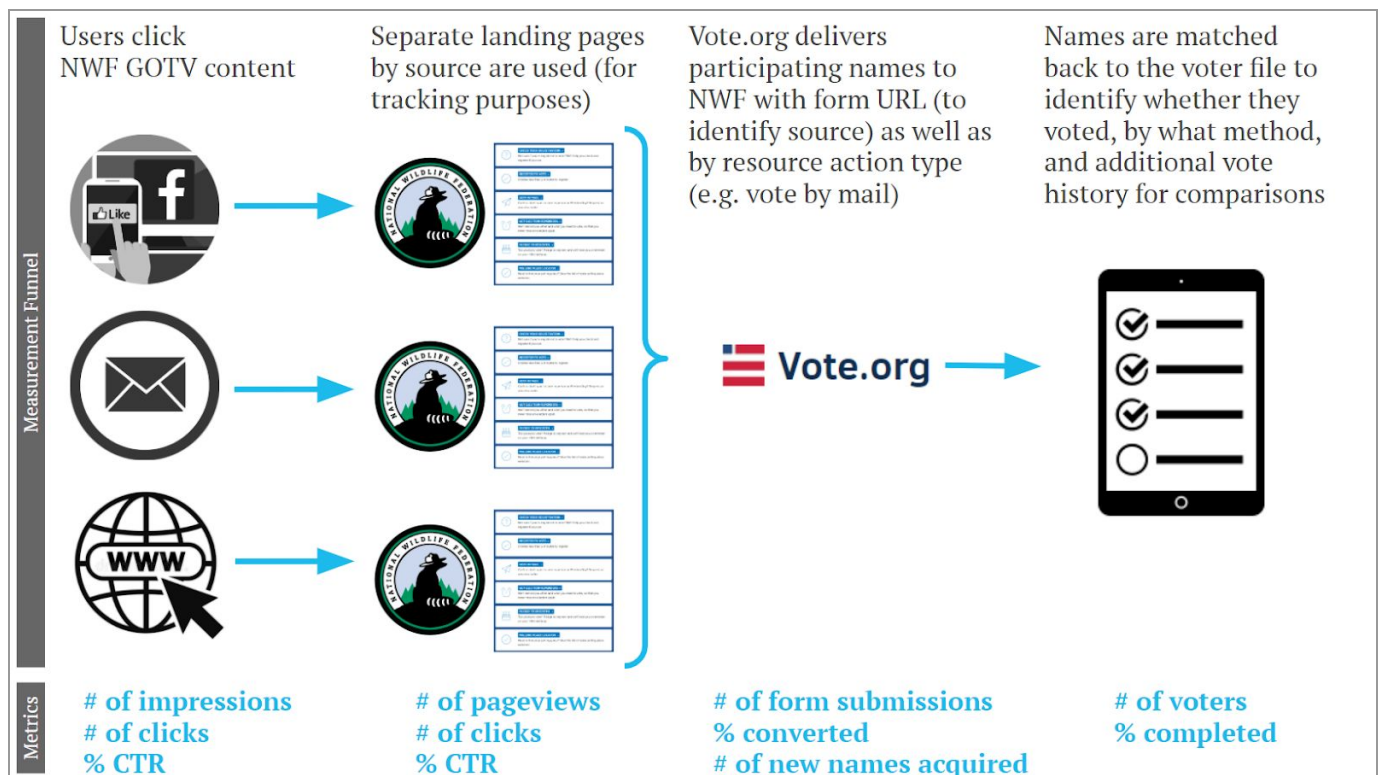 Users click
NWF GOTV content
Separate landing pages
by source are used (for
tracking purposes)
Vote.org delivers
participating names to
NWF with form URL (to
identify source) as well as
by resource action type
(e.g. vote by mail)
Names are matched
back to the voter file to
identify whether they
voted, by what method,
and additional vote
history for comparisons
Measurement Funnel
f
Like
NATIONAL WILDLIFE FEDERATION
NATIONAL WILDLIFE FEDERATION
Vote.org
WWW
NATIONAL WILDLIFE FEDERATION
Metrics
# of impressions
# of clicks
% CTR
# of pageviews
# of clicks
% CTR
# of form submissions
% converted
# of new names acquired
# of voters
% completed